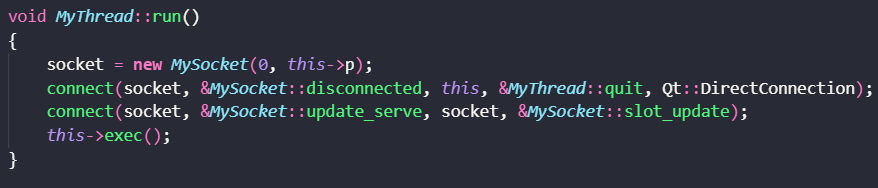 void MyThread::run()
{
    socket = new MySocket(0, this->p);
    connect(socket, &MySocket::disconnected, this, &MyThread::quit, Qt::DirectConnection);
    connect(socket, &MySocket::update_serve, socket, &MySocket::slot_update);
    this->exec();
}